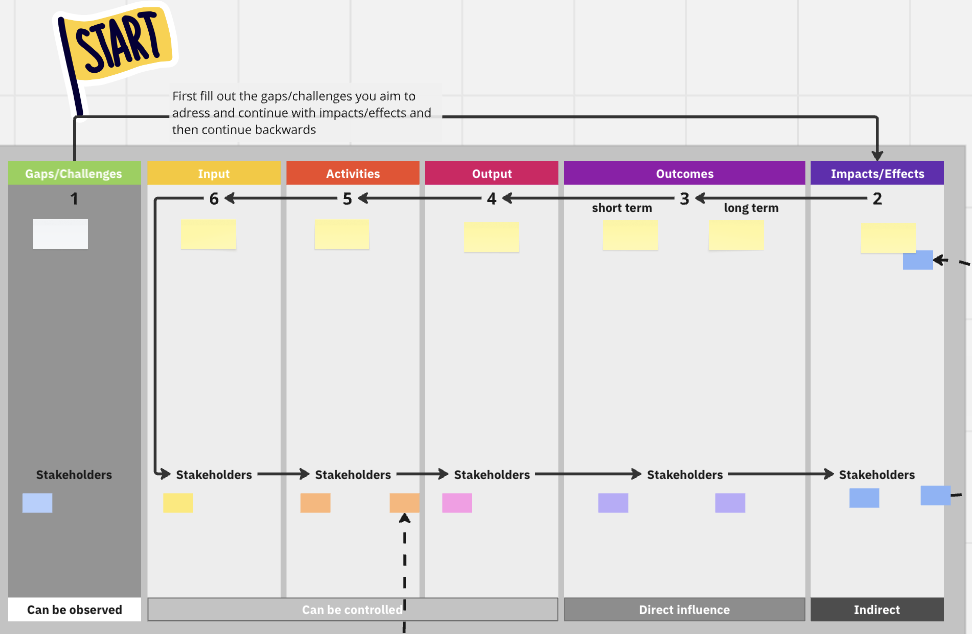 START
First fill out the gaps/challenges you aim to
adress and continue with impacts/effects and
then continue backwards
Gaps/Challenges
Input
Activities
Output
Outcomes
Impacts/Effects
1
6
5
4
3
2
short term
long term
Stakeholders
Stakeholders
Stakeholders
Stakeholders
Stakeholders
Stakeholders
Can be observed
Can be controlled
Direct influence
Indirect